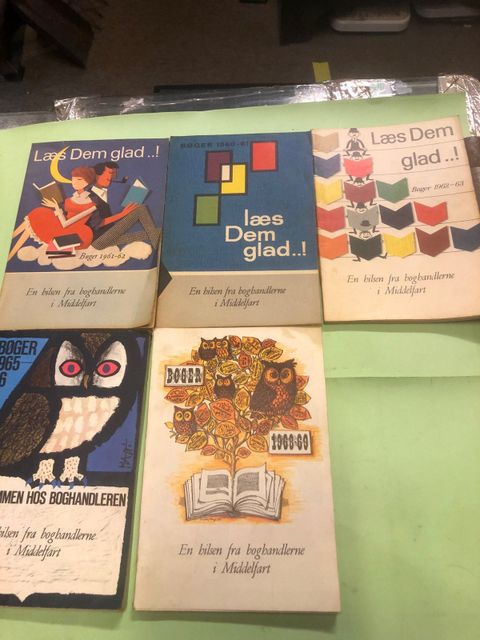 Læs Dem glad..!
Bøger 1961-62
En hilsen fra boghandlerne
i Middelfart
BØGER 1960-61
læs
Dem
glad..!
En hilsen fra boghandlerne
i Middelfart
Læs Dem
glad..!
Bøger 1962-63
En hilsen fra boghandlerne
i Middelfart
BØGER
1965
6
MMEN HOS BOGHANDLEREN
hilsen fra boghandlerne
i Middelfart
BØGER
1968-69
En hilsen fra boghandlerne
i Middelfart